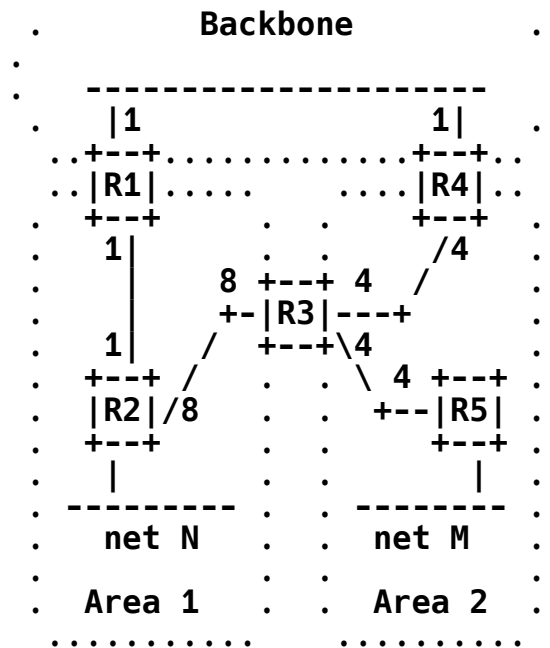 Backbone
1 1
R1 R4
1 4
8 4
R3
1 4
4
R2 8 R5
net N net M
Area 1 Area 2